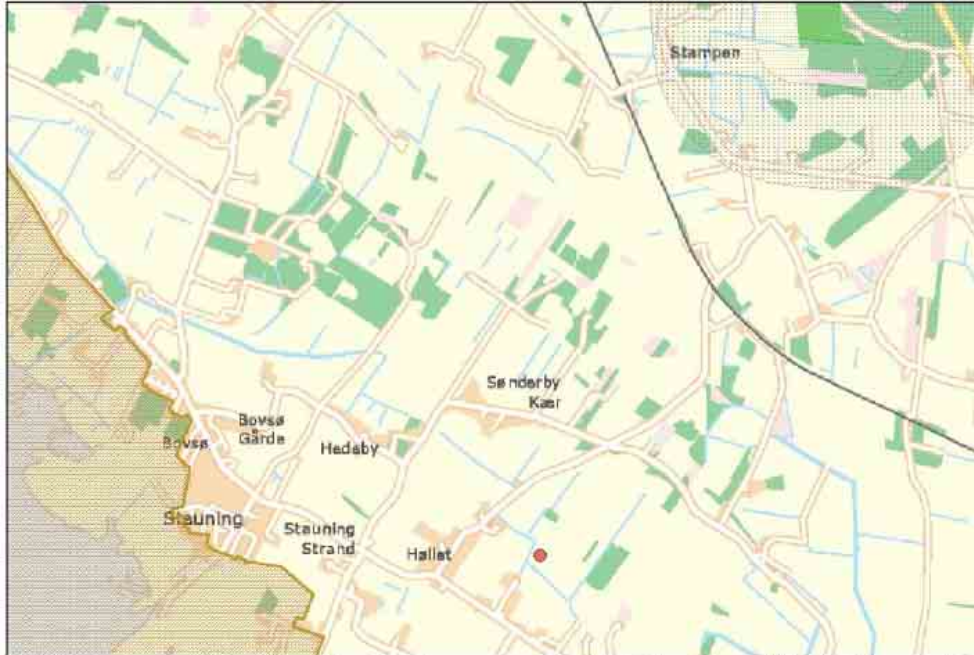 Stampen
Sønderby
Kær
Bovsø
Gårde
Bovsø
Hedeby
Stauning
Stauning
Strand
Hallet